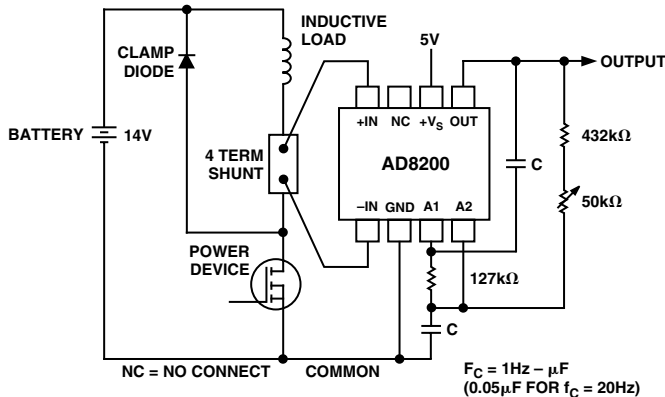 INDUCTIVE
LOAD
CLAMP
DIODE
5V
OUTPUT
+IN NC +VS OUT
BATTERY 14V
4 TERM
SHUNT
AD8200
C
432kΩ
50kΩ
–IN GND A1 A2
POWER
DEVICE
127kΩ
C
NC = NO CONNECT COMMON
FC = 1Hz – μF
(0.05μF FOR fC = 20Hz)